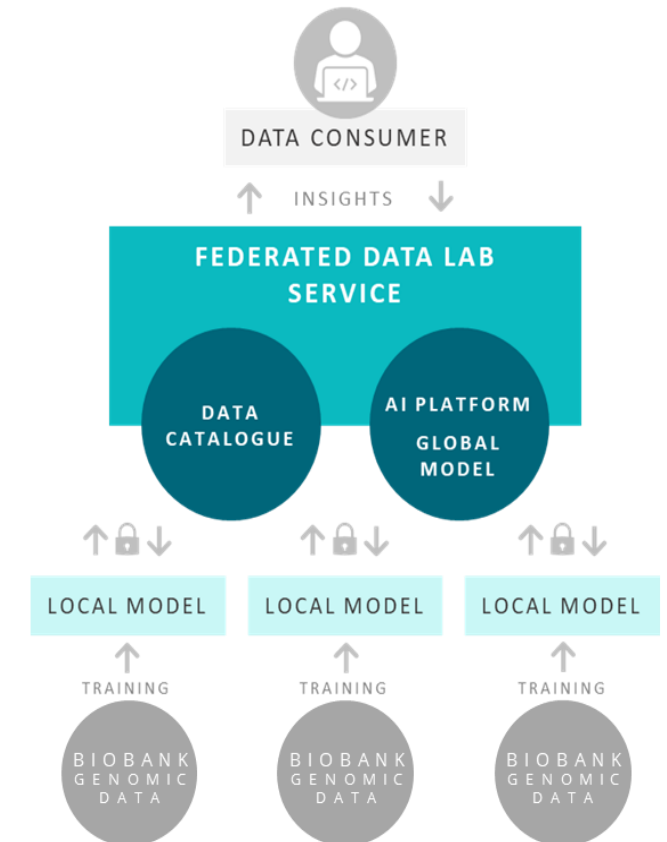 </>
DATA CONSUMER
INSIGHTS
FEDERATED DATA LAB
SERVICE
DATA
CATALOGUE
AI PLATFORM
GLOBAL
MODEL
LOCAL MODEL
LOCAL MODEL
LOCAL MODEL
TRAINING
TRAINING
TRAINING
BIOBANK
GENOMIC
DATA
BIOBANK
GENOMIC
DATA
BIOBANK
GENOMIC
DATA